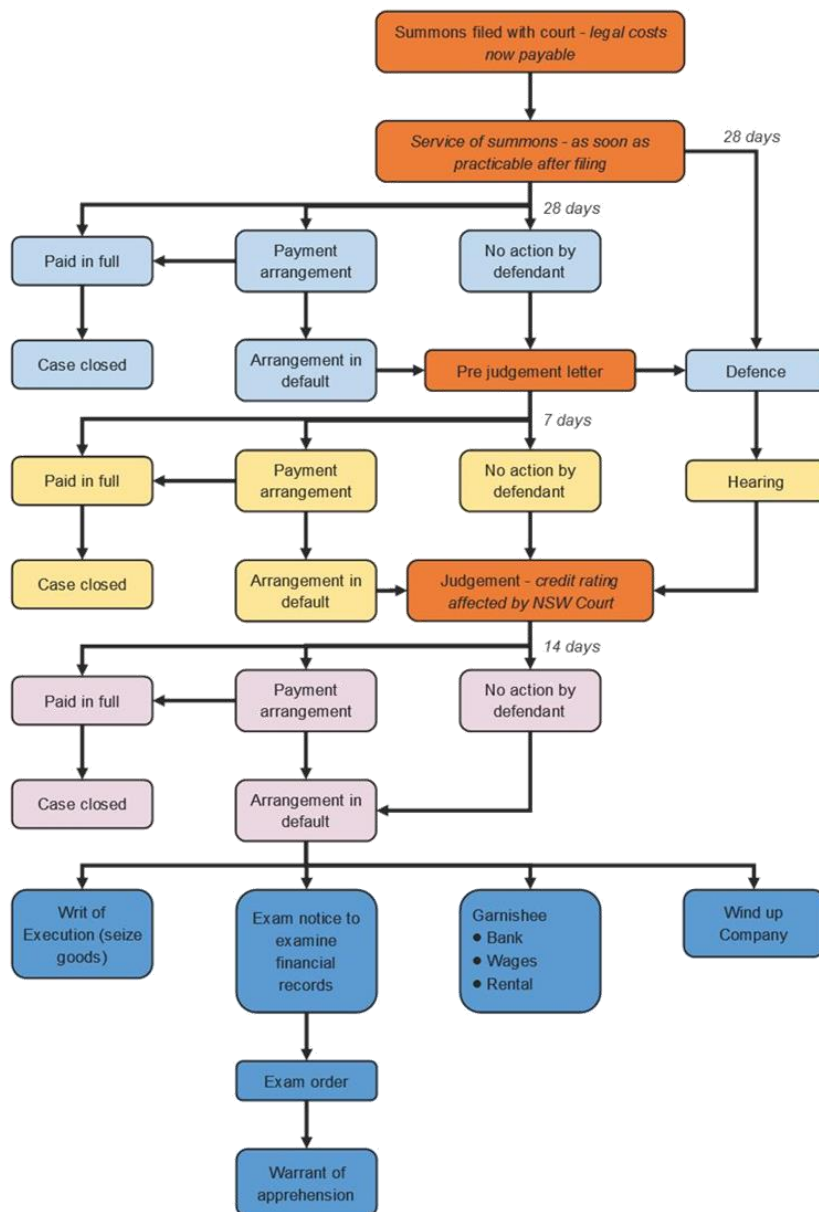 Summons filed with court - legal costs
now payable
Service of summons - as soon as
practicable after filing
28 days
28 days
Paid in full
Payment
arrangement
No action by
defendant
Case closed
Arrangement in
default
Pre judgement letter
Defence
7 days
Paid in full
Payment
arrangement
No action by
defendant
Hearing
Case closed
Arrangement in
default
Judgement - credit rating
affected by NSW Court
14 days
Paid in full
Payment
arrangement
No action by
defendant
Case closed
Arrangement in
default
Writ of
Execution (seize
goods)
Exam notice to
examine
financial
records
Garnishee
● Bank
● Wages
● Rental
Wind up
Company
Exam order
Warrant of
apprehension